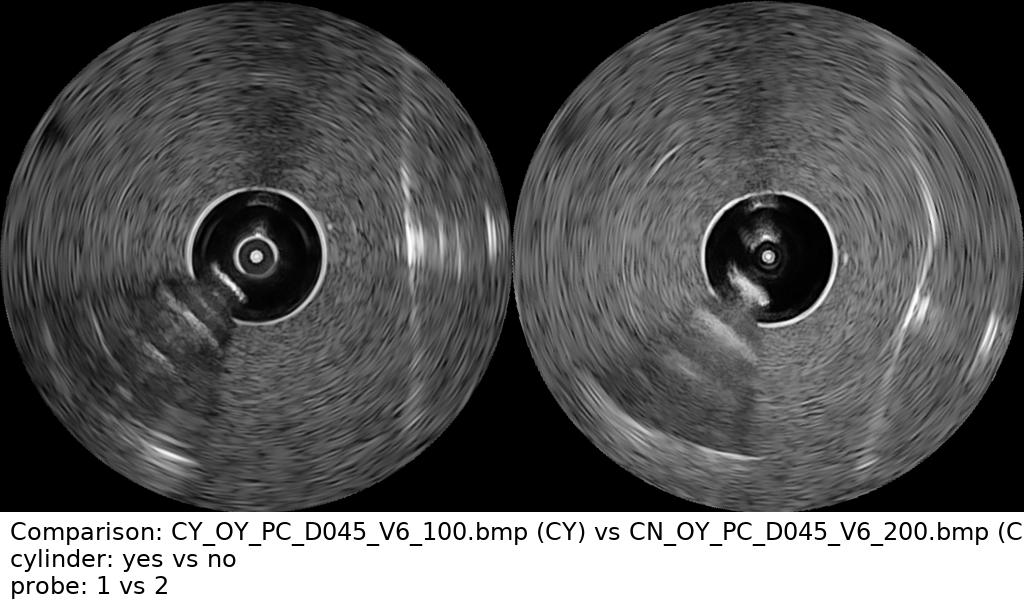 Comparison: CY_OY_PC_D045_V6_100.bmp (CY) vs CN_OY_PC_D045_V6_200.bmp (C
cylinder: yes vs no
probe: 1 vs 2